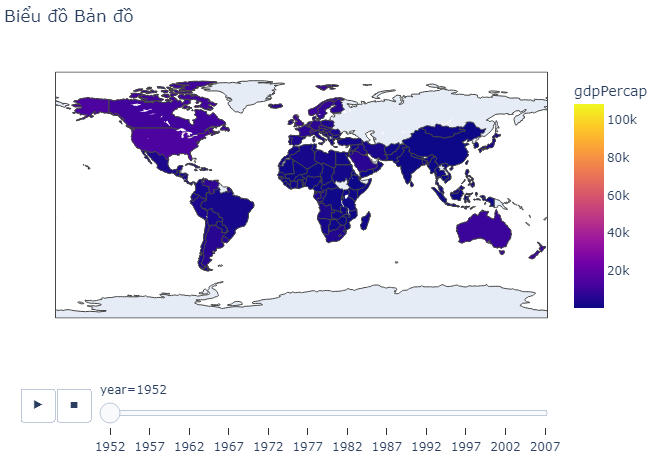 Biểu đồ Bản đồ
gdpPercap
100k
80k
60k
40k
20k
year=1952
1952 1957 1962 1967 1972 1977 1982 1987 1992 1997 2002 2007